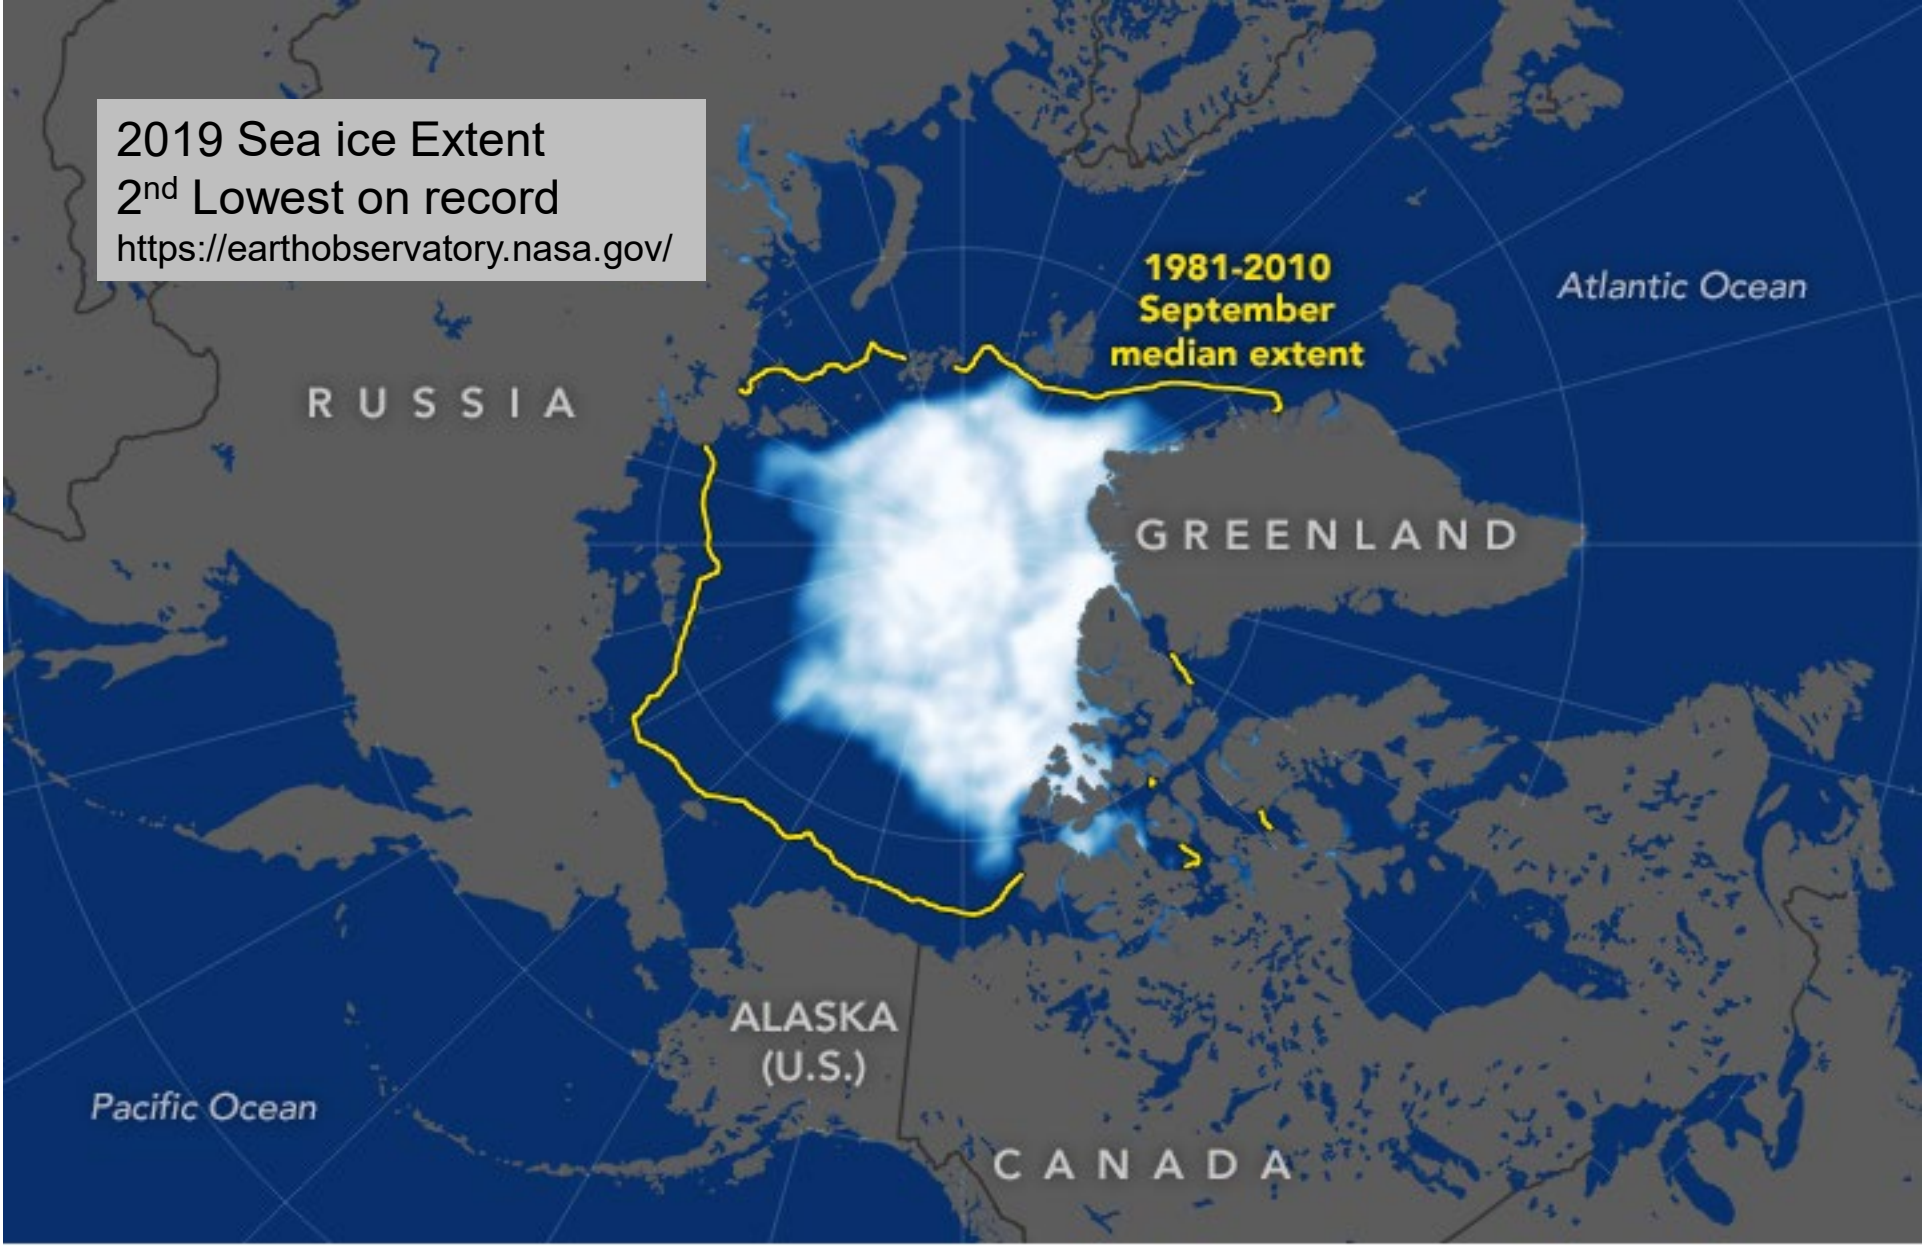 2019 Sea ice Extent
2nd Lowest on record
https://earthobservatory.nasa.gov/
1981-2010
September
median extent
Atlantic Ocean
RUSSIA
GREENLAND
ALASKA
(U.S.)
Pacific Ocean
CANADA